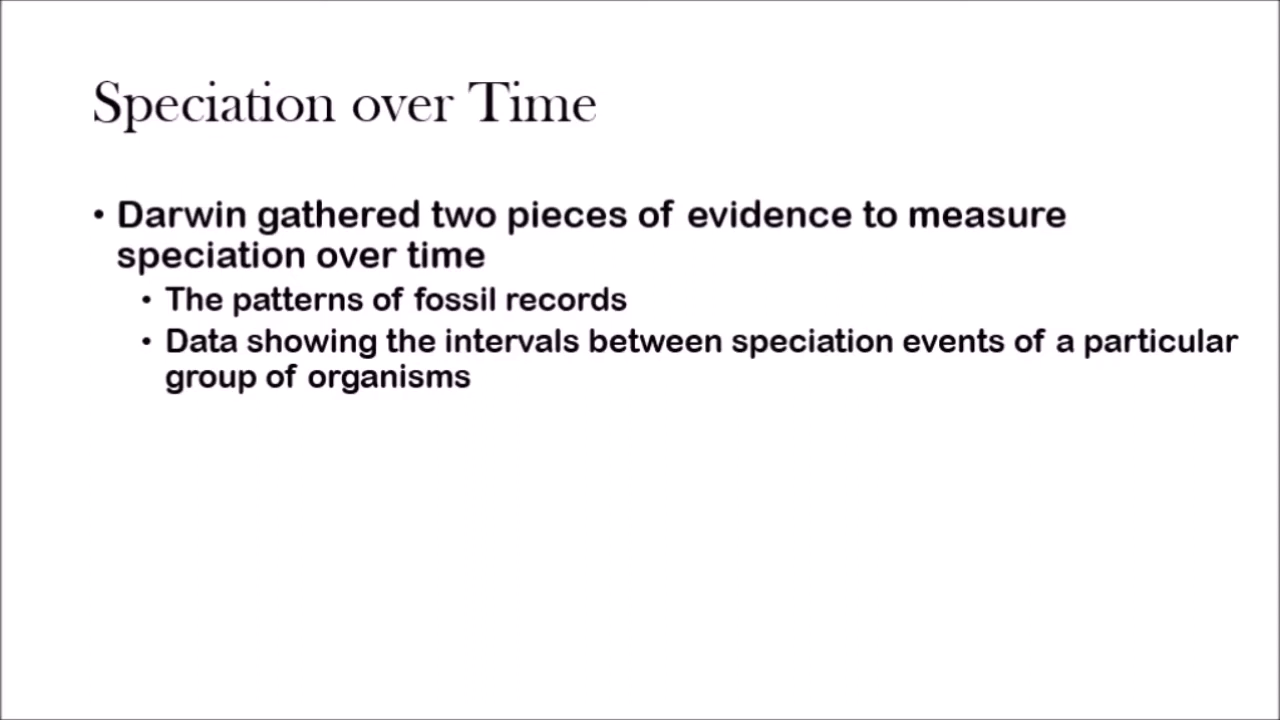 Speciation over Time
• Darwin gathered two pieces of evidence to measure
speciation over time
• The patterns of fossil records
• Data showing the intervals between speciation events of a particular
group of organisms